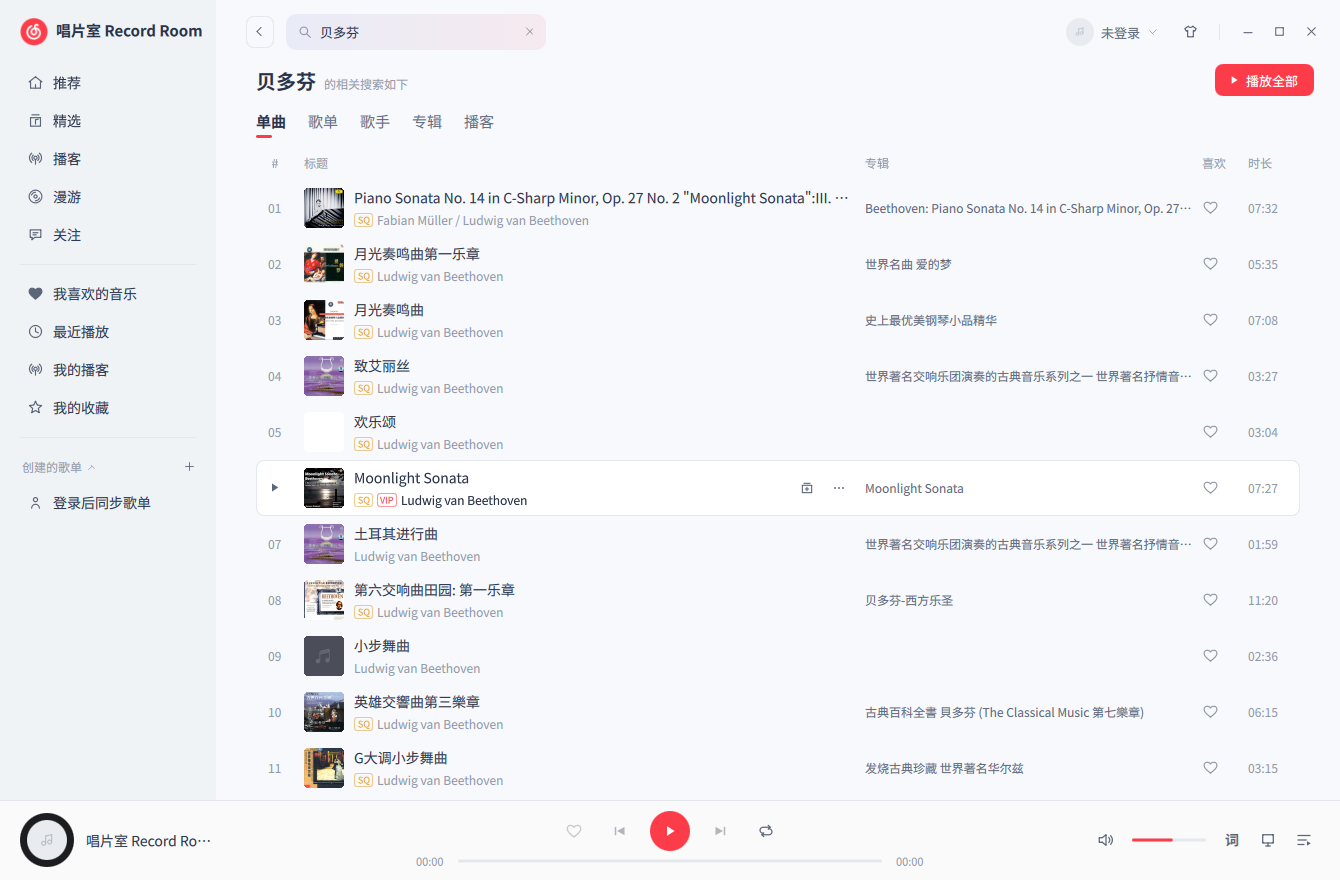 唱片室 Record Room
贝多芬
未登录
推荐
精选
播客
漫游
关注
我喜欢的音乐
最近播放
我的播客
我的收藏
创建的歌单
登录后同步歌单
贝多芬 的相关搜索如下
播放全部
单曲 歌单 歌手 专辑 播客
# 标题 专辑 喜欢 时长
01 Piano Sonata No. 14 in C-Sharp Minor, Op. 27 No. 2 "Moonlight Sonata":III. ⋯
SQ Fabian Müller / Ludwig van Beethoven
Beethoven: Piano Sonata No. 14 in C-Sharp Minor, Op. 27⋯ 07:32
02 月光奏鸣曲第一乐章
SQ Ludwig van Beethoven
世界名曲 爱的梦 05:35
03 月光奏鸣曲
SQ Ludwig van Beethoven
史上最优美钢琴小品精华 07:08
04 致艾丽丝
SQ Ludwig van Beethoven
世界著名交响乐团演奏的古典音乐系列之一 世界著名抒情音⋯ 03:27
05 欢乐颂
SQ Ludwig van Beethoven
03:04
Moonlight Sonata
SQ VIP Ludwig van Beethoven
Moonlight Sonata 07:27
07 土耳其进行曲
Ludwig van Beethoven
世界著名交响乐团演奏的古典音乐系列之一 世界著名抒情音⋯ 01:59
08 第六交响曲田园: 第一乐章
SQ Ludwig van Beethoven
贝多芬-西方乐圣 11:20
09 小步舞曲
Ludwig van Beethoven
02:36
10 英雄交響曲第三樂章
SQ Ludwig van Beethoven
古典百科全書 貝多芬 (The Classical Music 第七樂章) 06:15
11 G大调小步舞曲
SQ Ludwig van Beethoven
发烧古典珍藏 世界著名华尔兹 03:15
唱片室 Record Ro⋯
00:00 00:00
词